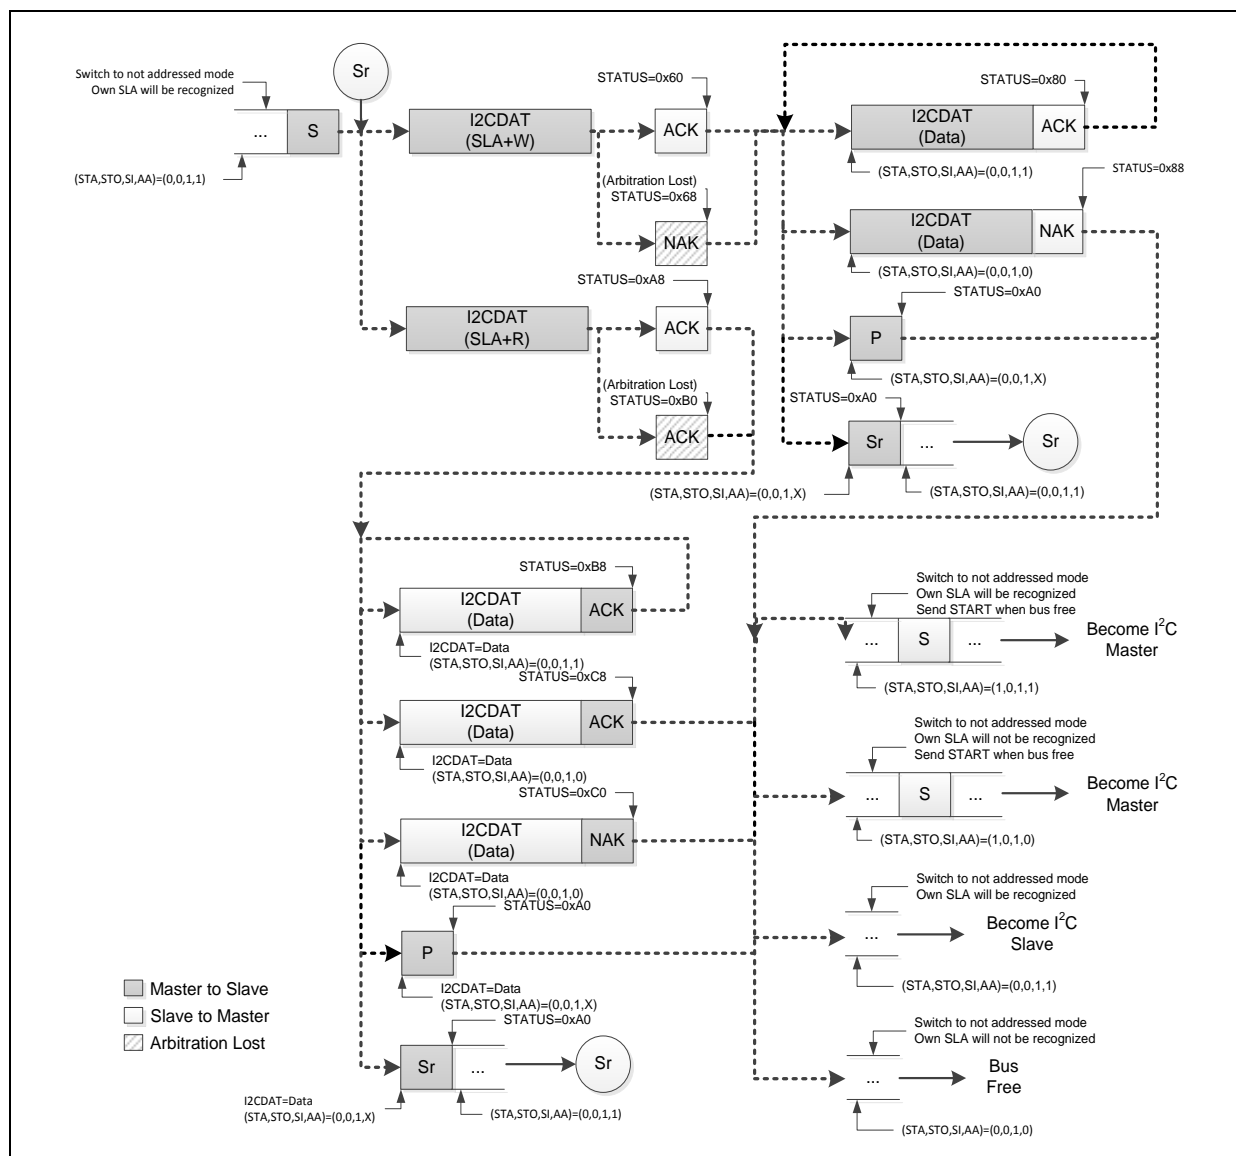 Switch to not addressed mode
Own SLA will be recognized
Sr
...
S
(STA,STO,SI,AA)=(0,0,1,1)
I2CDAT
(SLA+W)
STATUS=0x60
ACK
(Arbitration Lost)
STATUS=0x68
NAK
I2CDAT
(SLA+R)
STATUS=0xA8
ACK
(Arbitration Lost)
STATUS=0xB0
ACK
STATUS=0x80
I2CDAT
(Data)
ACK
(STA,STO,SI,AA)=(0,0,1,1)
STATUS=0x88
I2CDAT
(Data)
NAK
(STA,STO,SI,AA)=(0,0,1,0)
STATUS=0xA0
P
(STA,STO,SI,AA)=(0,0,1,X)
STATUS=0xA0
Sr
...
Sr
(STA,STO,SI,AA)=(0,0,1,X)
(STA,STO,SI,AA)=(0,0,1,1)
STATUS=0xB8
I2CDAT
(Data)
ACK
I2CDAT=Data
(STA,STO,SI,AA)=(0,0,1,1)
STATUS=0xC8
I2CDAT
(Data)
ACK
I2CDAT=Data
(STA,STO,SI,AA)=(0,0,1,0)
STATUS=0xC0
I2CDAT
(Data)
NAK
I2CDAT=Data
(STA,STO,SI,AA)=(0,0,1,0)
STATUS=0xA0
P
I2CDAT=Data
(STA,STO,SI,AA)=(0,0,1,X)
STATUS=0xA0
Sr
...
Sr
I2CDAT=Data
(STA,STO,SI,AA)=(0,0,1,X)
(STA,STO,SI,AA)=(0,0,1,1)
Switch to not addressed mode
Own SLA will be recognized
Send START when bus free
...
S
...
Become I²C
Master
(STA,STO,SI,AA)=(1,0,1,1)
Switch to not addressed mode
Own SLA will not be recognized
Send START when bus free
...
S
...
Become I²C
Master
(STA,STO,SI,AA)=(1,0,1,0)
Switch to not addressed mode
Own SLA will be recognized
...
Become I²C
Slave
(STA,STO,SI,AA)=(0,0,1,1)
Switch to not addressed mode
Own SLA will not be recognized
...
Bus
Free
(STA,STO,SI,AA)=(0,0,1,0)
Master to Slave
Slave to Master
Arbitration Lost